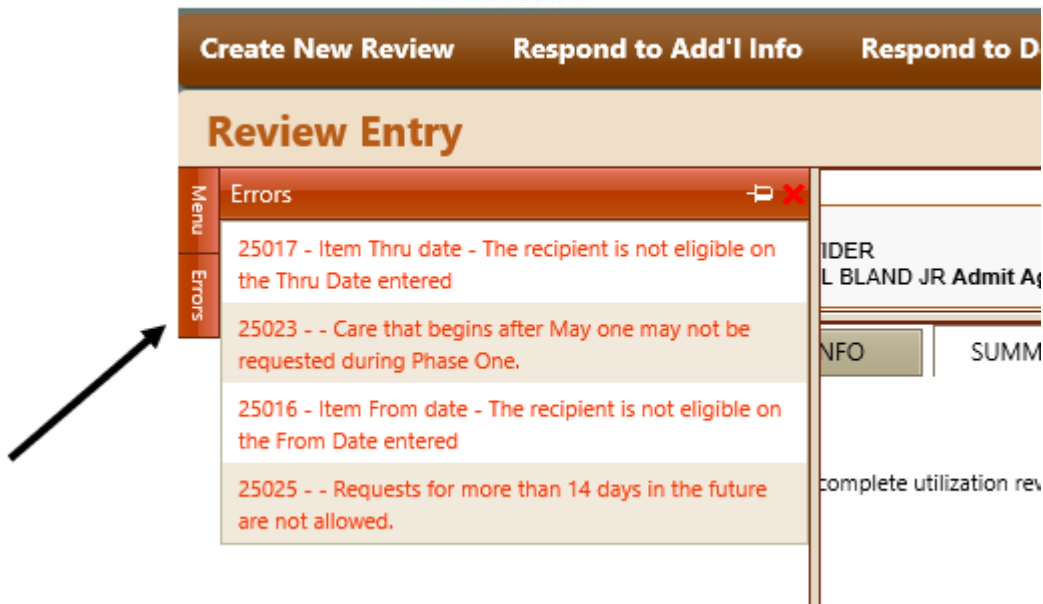 Create New Review Respond to Add'l Info Respond to D
Review Entry
Menu
Errors
Errors
25017 - Item Thru date - The recipient is not eligible on
the Thru Date entered
25023 - - Care that begins after May one may not be
requested during Phase One.
25016 - Item From date - The recipient is not eligible on
the From Date entered
25025 - - Requests for more than 14 days in the future
are not allowed.
IDER
L BLAND JR Admit Ag
NFO SUMM
complete utilization rev